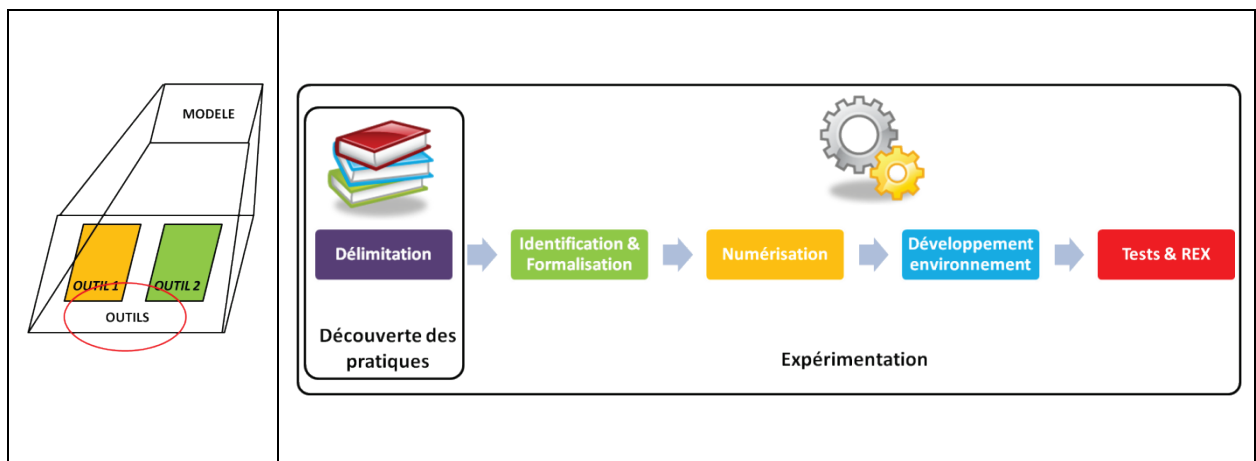 MODELE
OUTIL 1
OUTIL 2
OUTILS
Délimitation
Identification &
Formalisation
Numérisation
Développement
environnement
Tests & REX
Découverte des
pratiques
Expérimentation